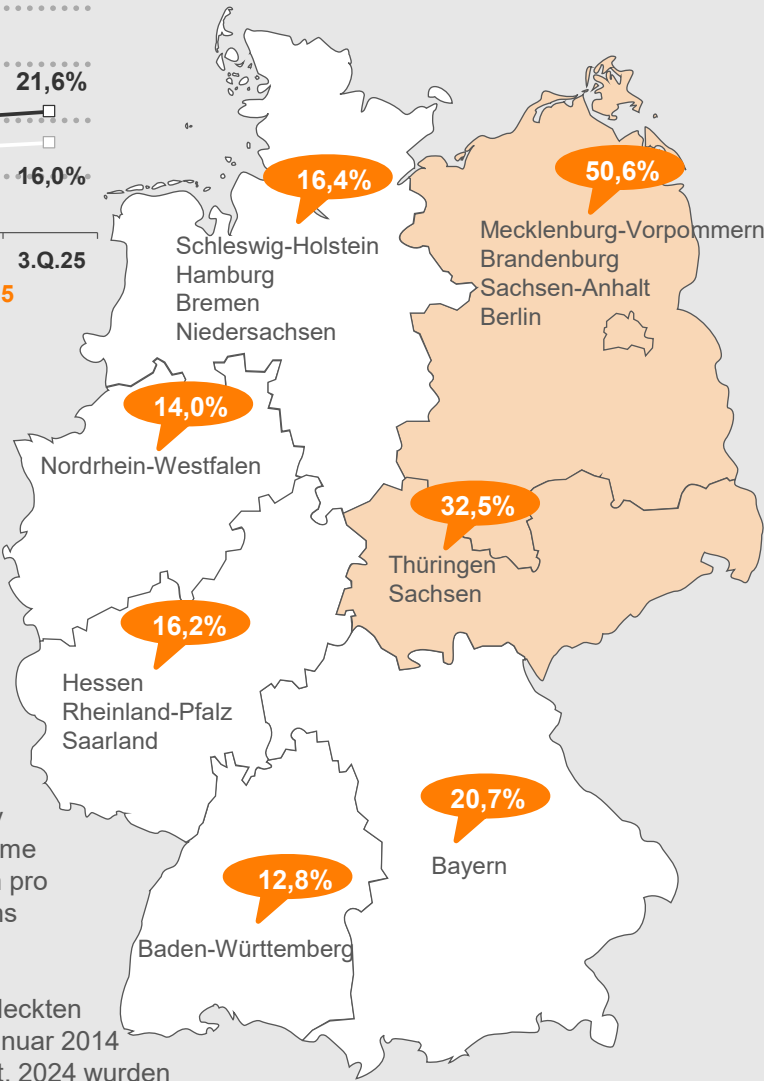 21,6%
16,0%
3.Q.25
5
16,4%
Schleswig-Holstein
Hamburg
Bremen
Niedersachsen
50,6%
Mecklenburg-Vorpommern
Brandenburg
Sachsen-Anhalt
Berlin
14,0%
Nordrhein-Westfalen
32,5%
Thüringen
Sachsen
16,2%
Hessen
Rheinland-Pfalz
Saarland
20,7%
Bayern
12,8%
Baden-Württemberg
me
pro
ns
deckten
nuar 2014
t. 2024 wurden